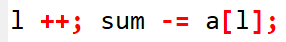 l ++; sum -= a[l];